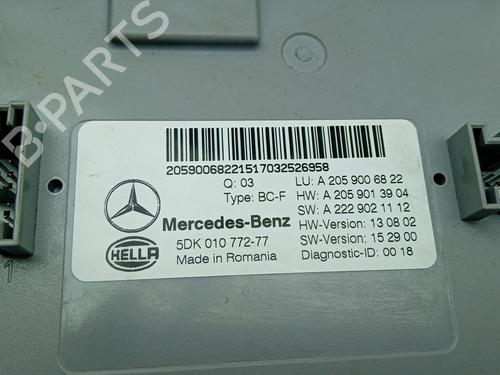 B-PARTS
20590068221517032526958
Q: 03 LU: A 205 900 68 22
Type: BC-F HW: A 205 901 39 04
SW: A 222 902 11 12
Mercedes-Benz HW-Version: 13 08 02
5DK 010 772-77 SW-Version: 15 29 00
HELLA Made in Romania Diagnostic-ID: 00 18
1